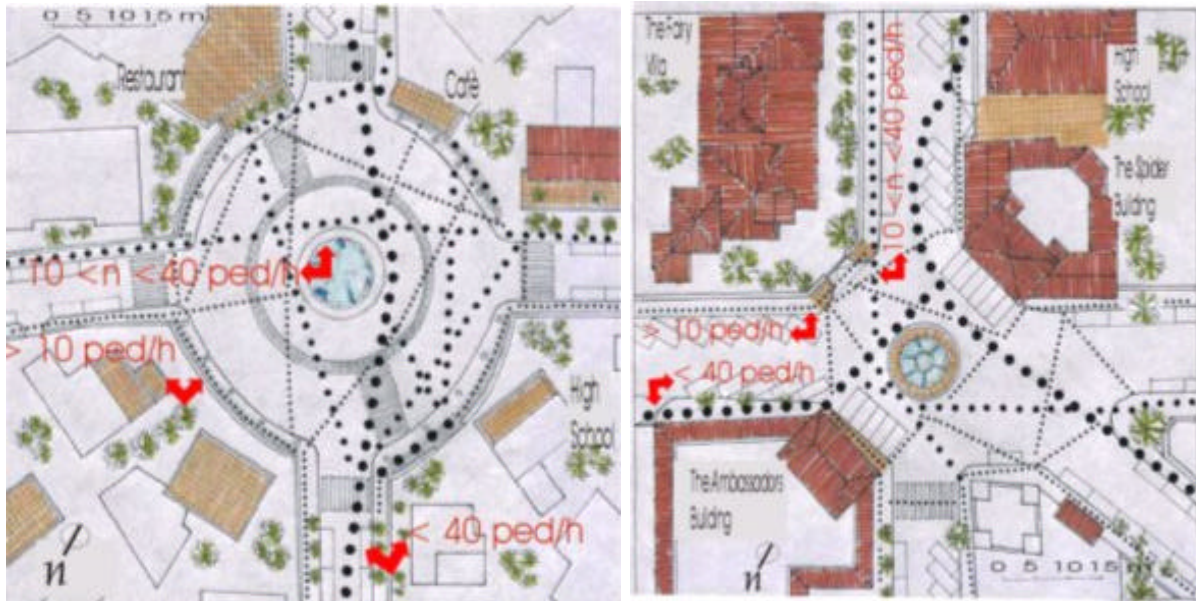 0 5 10 15 m
Restaurant
Cafè
10 <n <40 ped/h
> 10 ped/h
High
School
< 40 ped/h
n
The Fairy
Villa
10 <n <40 ped/h
High
School
The Spider
Building
> 10 ped/h
< 40 ped/h
The Ambassadors
Building
n
0 5 10 15 m